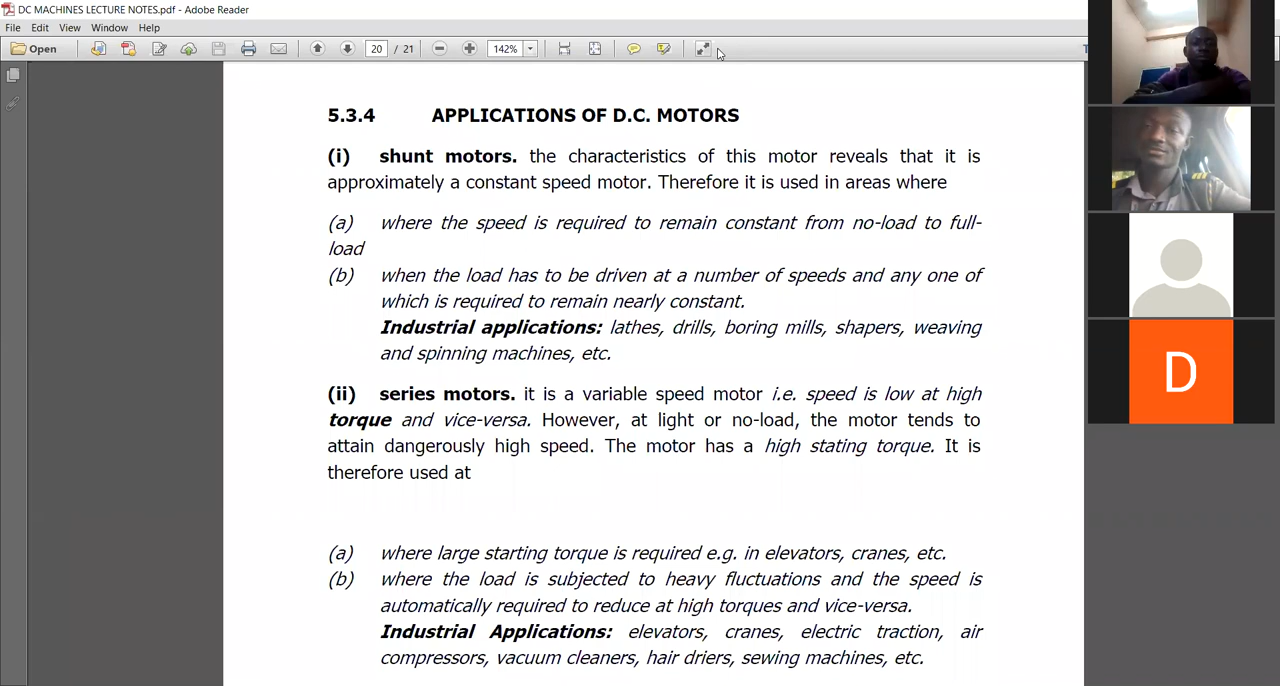 DC MACHINES LECTURE NOTES.pdf - Adobe Reader
File Edit View Window Help
Open 20 / 21 142%
5.3.4 APPLICATIONS OF D.C. MOTORS
(i) shunt motors. the characteristics of this motor reveals that it is
approximately a constant speed motor. Therefore it is used in areas where
(a) where the speed is required to remain constant from no-load to full-
load
(b) when the load has to be driven at a number of speeds and any one of
which is required to remain nearly constant.
Industrial applications: lathes, drills, boring mills, shapers, weaving
and spinning machines, etc.
(ii) series motors. it is a variable speed motor i.e. speed is low at high
torque and vice-versa. However, at light or no-load, the motor tends to
attain dangerously high speed. The motor has a high stating torque. It is
therefore used at
(a) where large starting torque is required e.g. in elevators, cranes, etc.
(b) where the load is subjected to heavy fluctuations and the speed is
automatically required to reduce at high torques and vice-versa.
Industrial Applications: elevators, cranes, electric traction, air
compressors, vacuum cleaners, hair driers, sewing machines, etc.
D